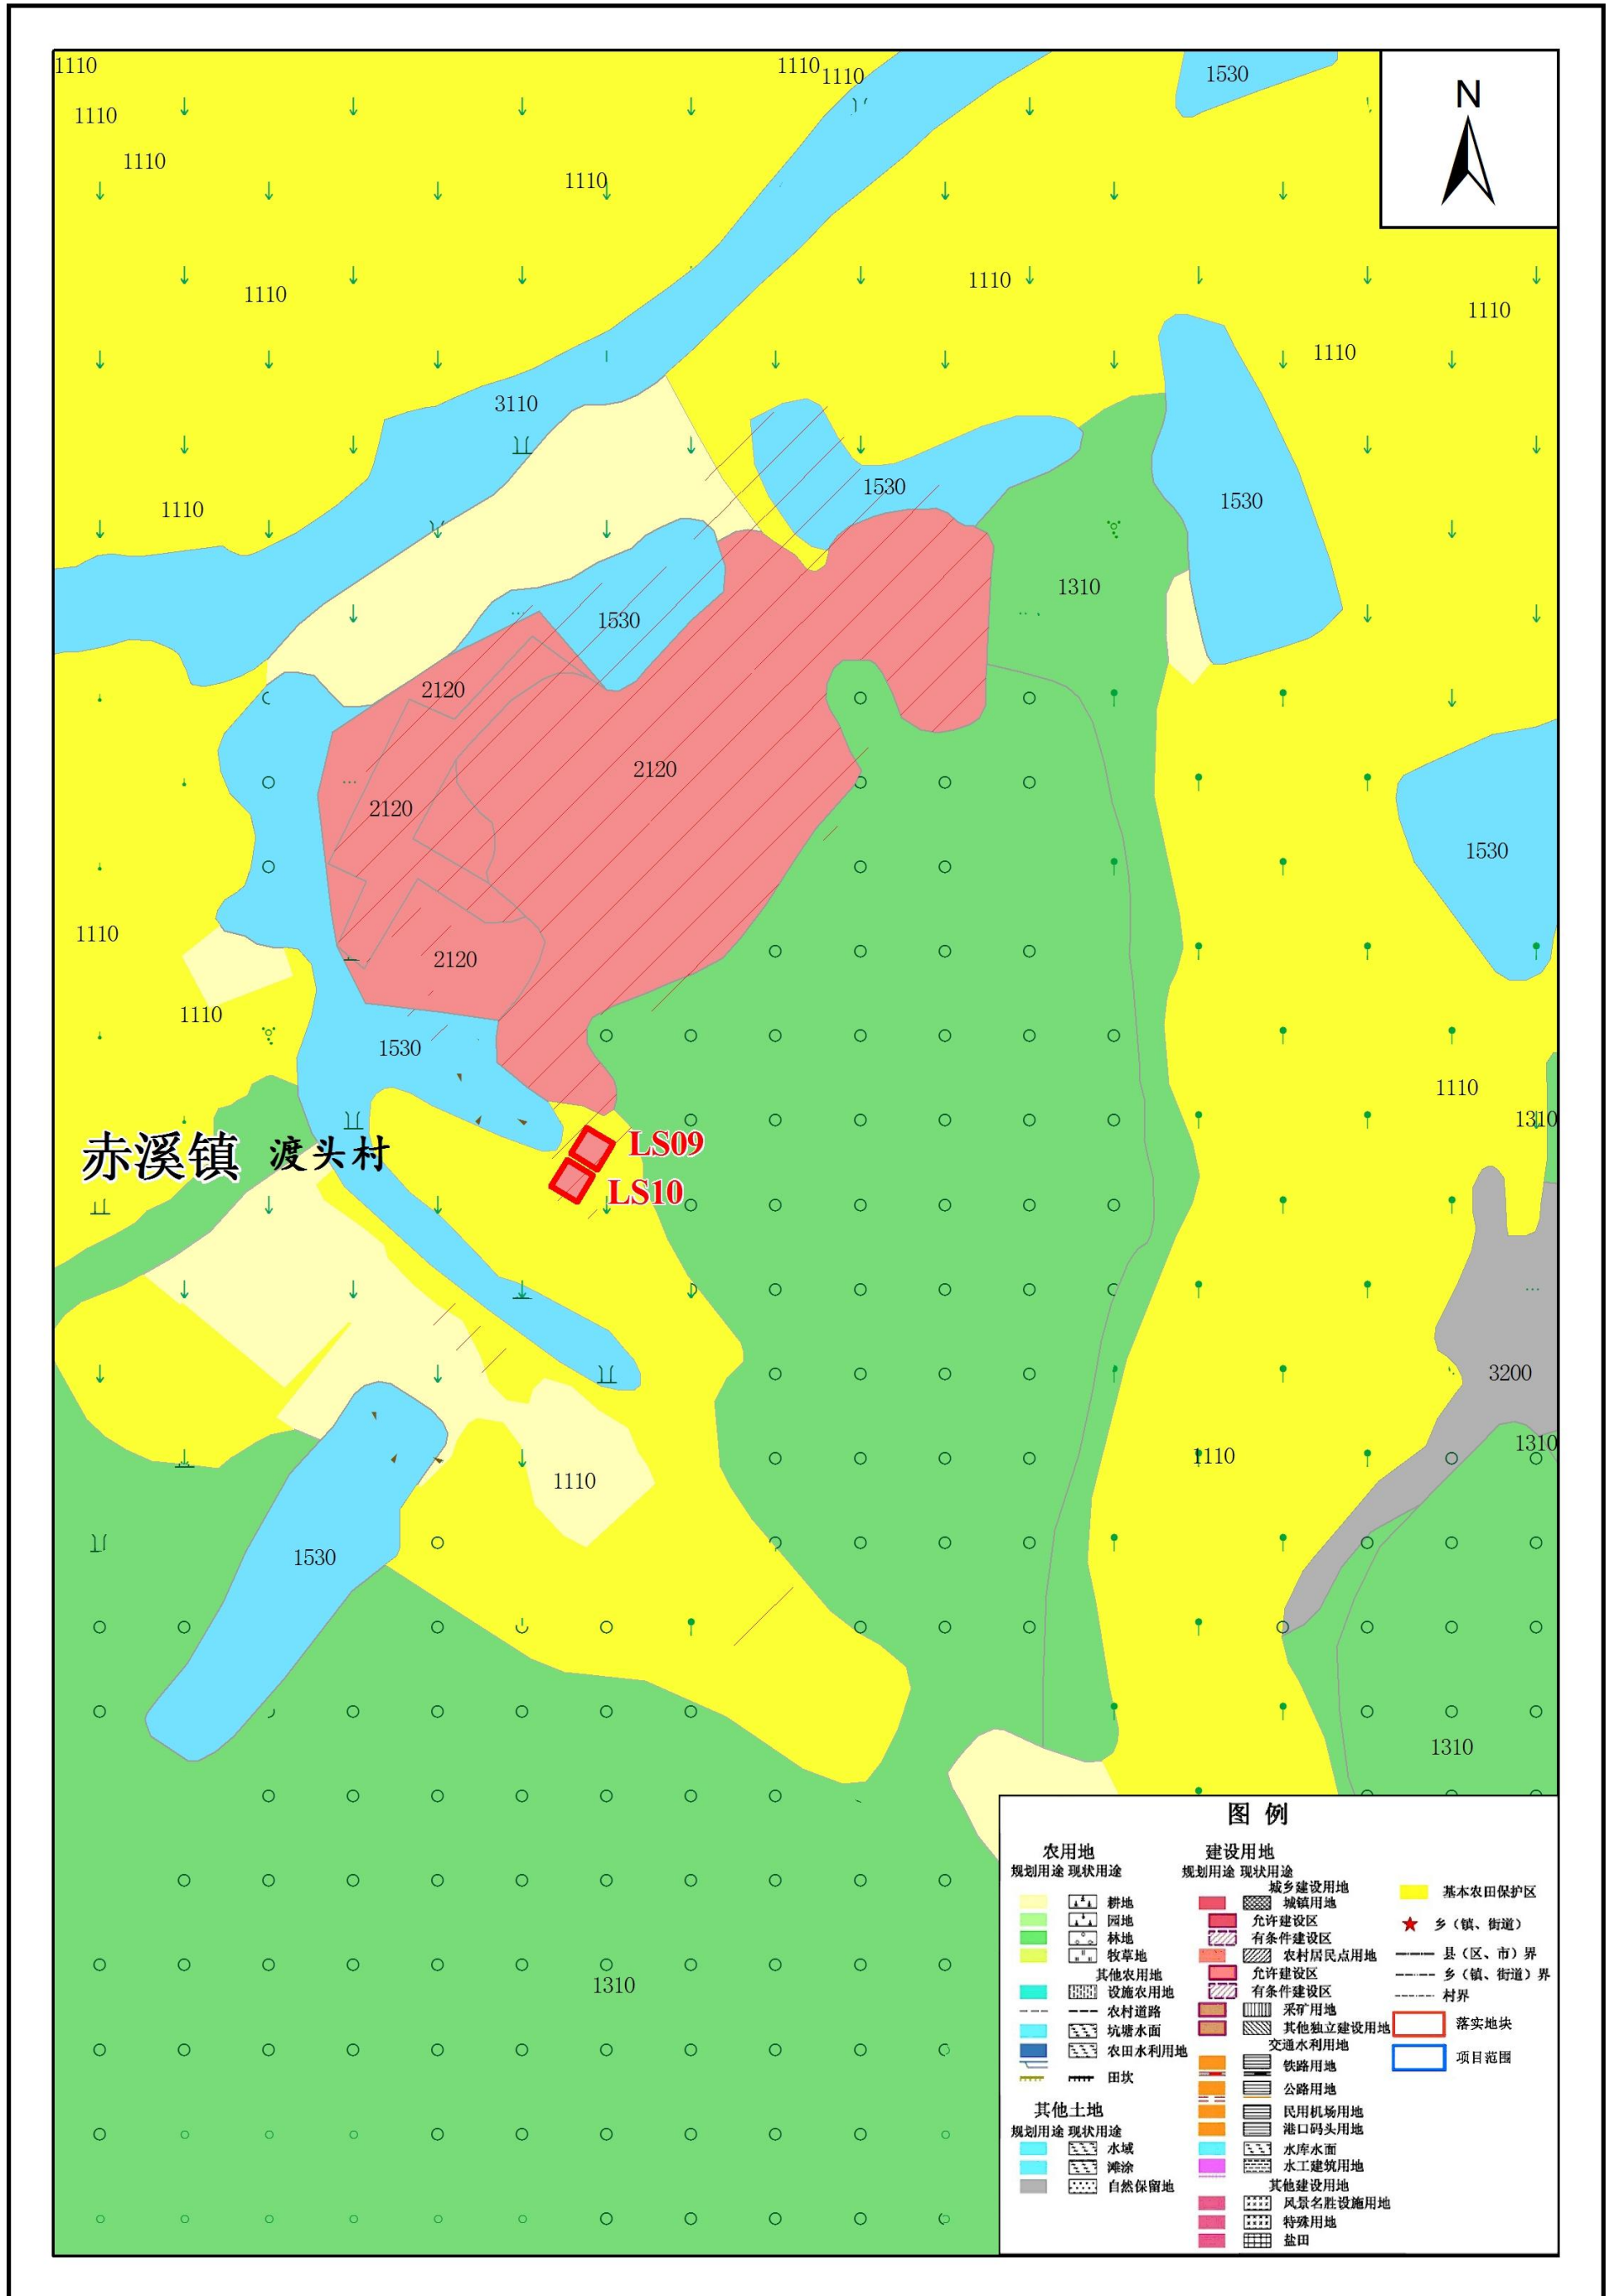 1110
1110
1110
1530
N
1110
1110
1110
1110
1110
1110
1110
3110
1530
1530
1110
1310
1530
2120
2120
2120
1530
1110
2120
1110
1530
1110
1310
赤溪镇
渡头村
LS09
LS10
3200
1310
1110
1110
1530
1310
1310
图 例
农用地
规划用途 现状用途
耕地
园地
林地
牧草地
其他农用地
设施农用地
农村道路
坑塘水面
农田水利用地
田坎
其他土地
规划用途 现状用途
水域
滩涂
自然保留地
建设用地
规划用途 现状用途
城乡建设用地
城镇用地
允许建设区
有条件建设区
农村居民点用地
允许建设区
有条件建设区
采矿用地
其他独立建设用地
交通水利用地
铁路用地
公路用地
民用机场用地
港口码头用地
水库水面
水工建筑用地
其他建设用地
风景名胜设施用地
特殊用地
盐田
基本农田保护区
乡（镇、街道）
县（区、市）界
乡（镇、街道）界
村界
落实地块
项目范围